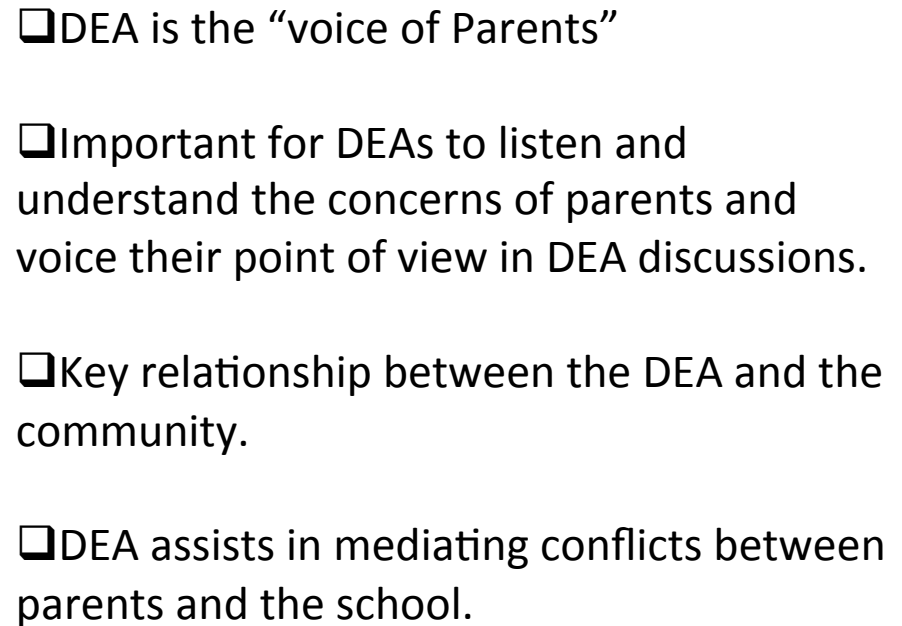 ❑DEA is the “voice of Parents”
❑Important for DEAs to listen and
understand the concerns of parents and
voice their point of view in DEA discussions.
❑Key relationship between the DEA and the
community.
❑DEA assists in mediating conflicts between
parents and the school.